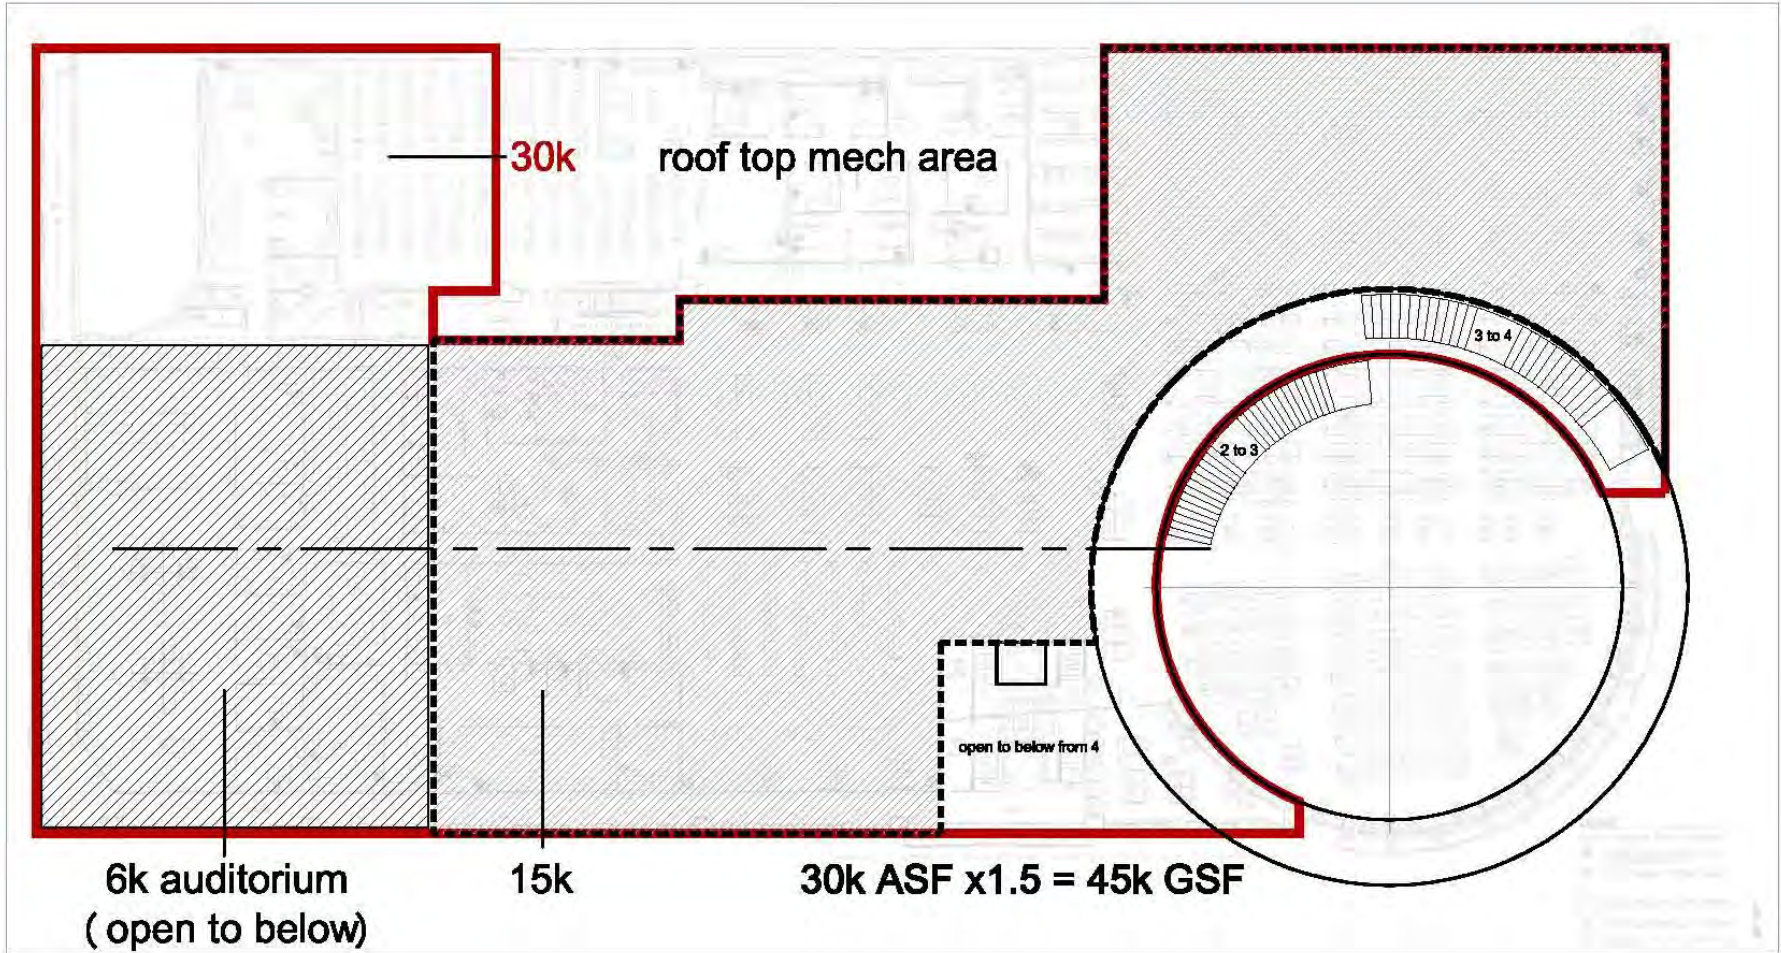 30k
roof top mech area
3 to 4
2 to 3
open to below from 4
6k auditorium
( open to below)
15k
30k ASF x1.5 = 45k GSF